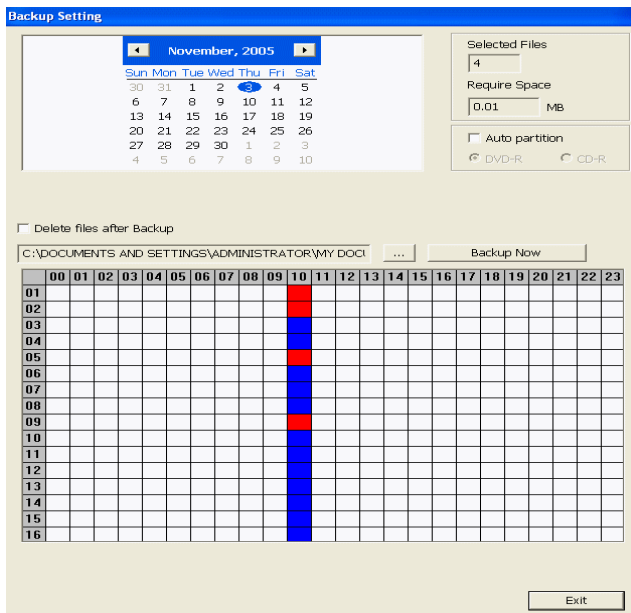 Backup Setting
November, 2005
Sun Mon Tue Wed Thu Fri Sat
30 31 1 2 3 4 5
6 7 8 9 10 11 12
13 14 15 16 17 18 19
20 21 22 23 24 25 26
27 28 29 30 1 2 3
4 5 6 7 8 9 10
Selected Files
4
Require Space
0.01 MB
Auto partition
DVD-R CD-R
Delete files after Backup
C:\DOCUMENTS AND SETTINGS\ADMINISTRATOR\MY DOCU ... Backup Now
00 01 02 03 04 05 06 07 08 09 10 11 12 13 14 15 16 17 18 19 20 21 22 23
01
02
03
04
05
06
07
08
09
10
11
12
13
14
15
16
Exit